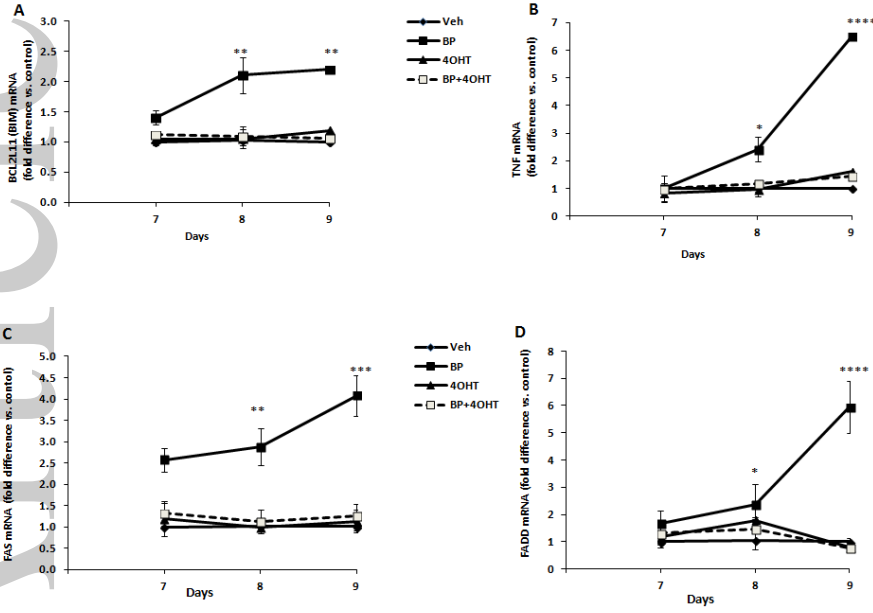 A
BCL2L11 (BIM) mRNA
(fold difference vs. control)
3.0
2.5
2.0
1.5
1.0
0.5
0.0
**
**
7
8
9
Days
Veh
BP
4OHT
BP+4OHT
B
TNF mRNA
(fold difference vs. control)
7
6
5
4
3
2
1
0
*
****
7
8
9
Days
C
FAS mRNA (fold difference vs. control)
5.0
4.5
4.0
3.5
3.0
2.5
2.0
1.5
1.0
0.5
0.0
**
***
7
8
9
Days
Veh
BP
4OHT
BP+4OHT
D
FADD mRNA (fold difference vs. control)
8
7
6
5
4
3
2
1
0
*
****
7
8
9
Days